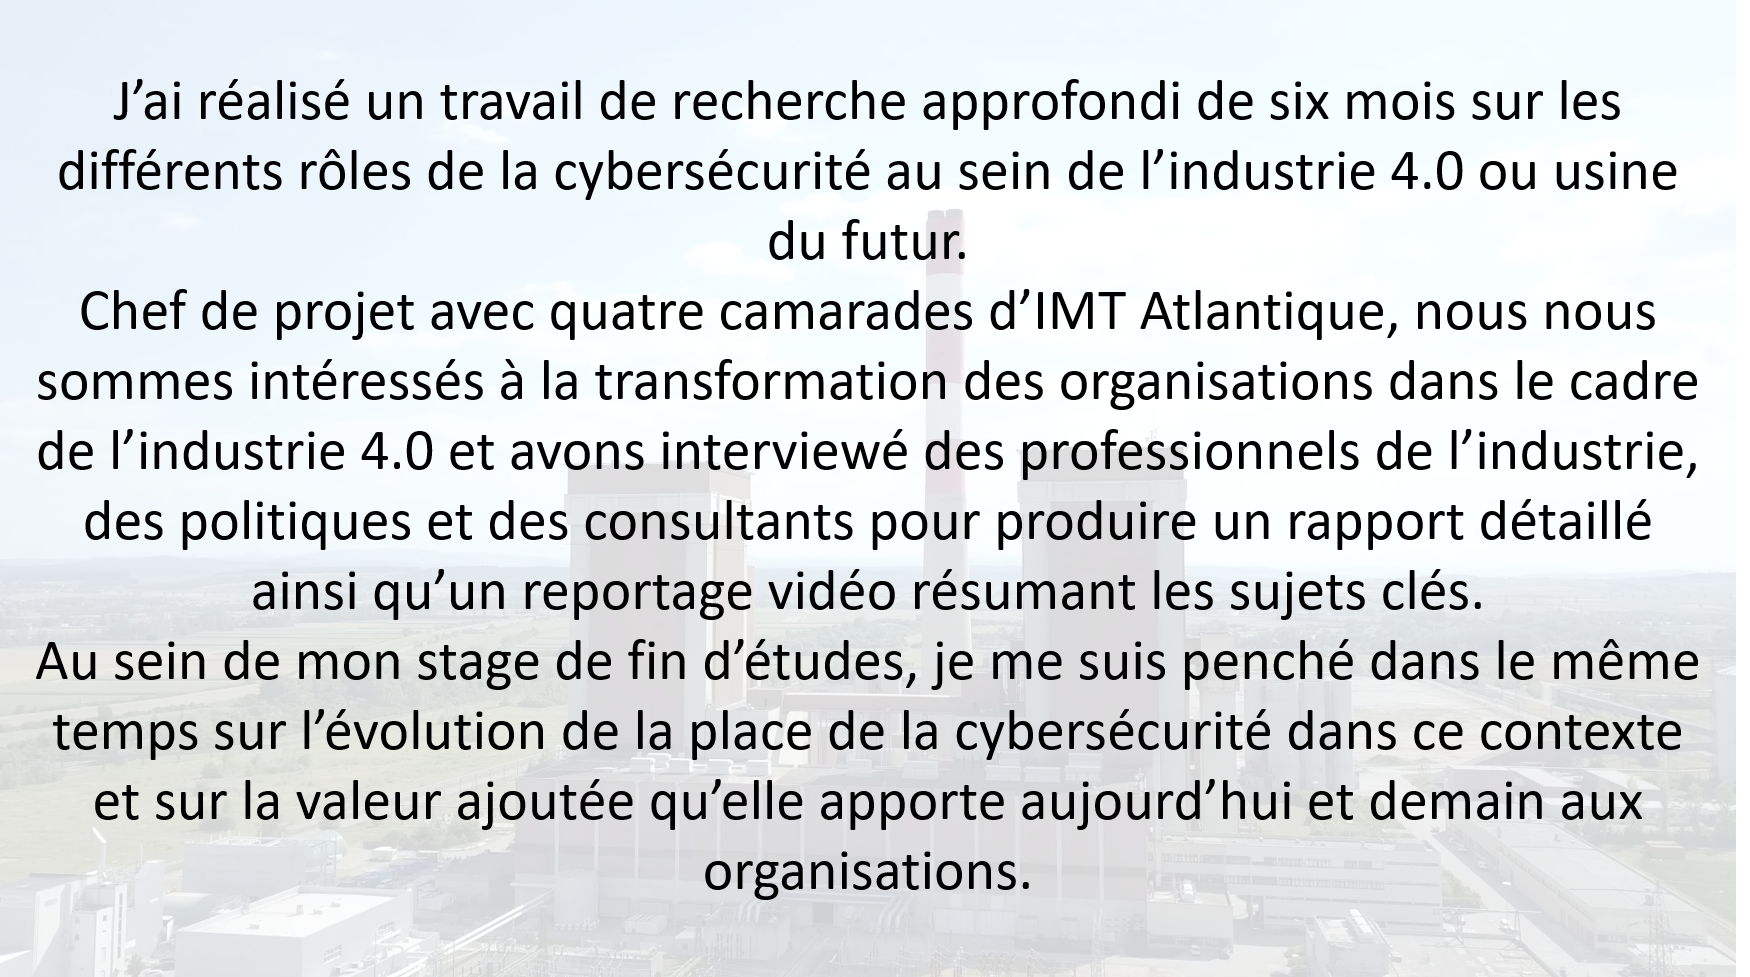 J’ai réalisé un travail de recherche approfondi de six mois sur les
différents rôles de la cybersécurité au sein de l’industrie 4.0 ou usine
du futur.
Chef de projet avec quatre camarades d’IMT Atlantique, nous nous
sommes intéressés à la transformation des organisations dans le cadre
de l’industrie 4.0 et avons interviewé des professionnels de l’industrie,
des politiques et des consultants pour produire un rapport détaillé
ainsi qu’un reportage vidéo résumant les sujets clés.
Au sein de mon stage de fin d’études, je me suis penché dans le même
temps sur l’évolution de la place de la cybersécurité dans ce contexte
et sur la valeur ajoutée qu’elle apporte aujourd’hui et demain aux
organisations.